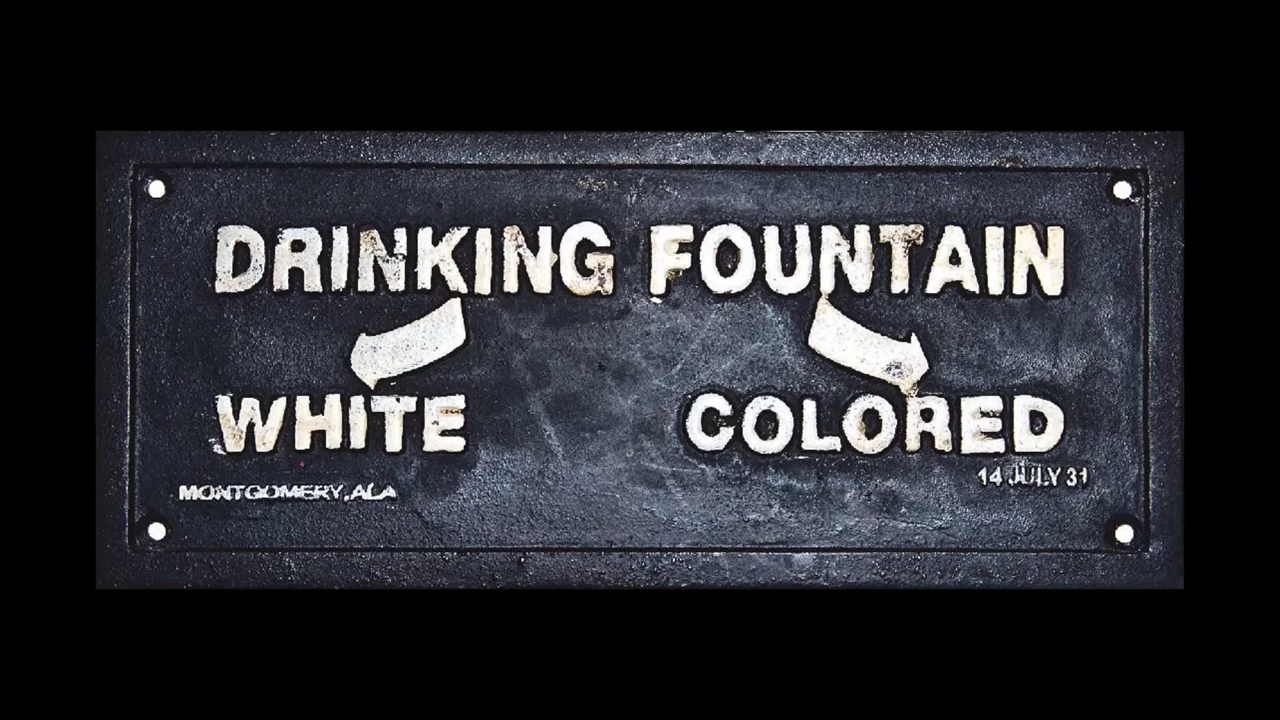 DRINKING FOUNTAIN
WHITE COLORED
14 JULY 31
MONTGOMERY, ALA